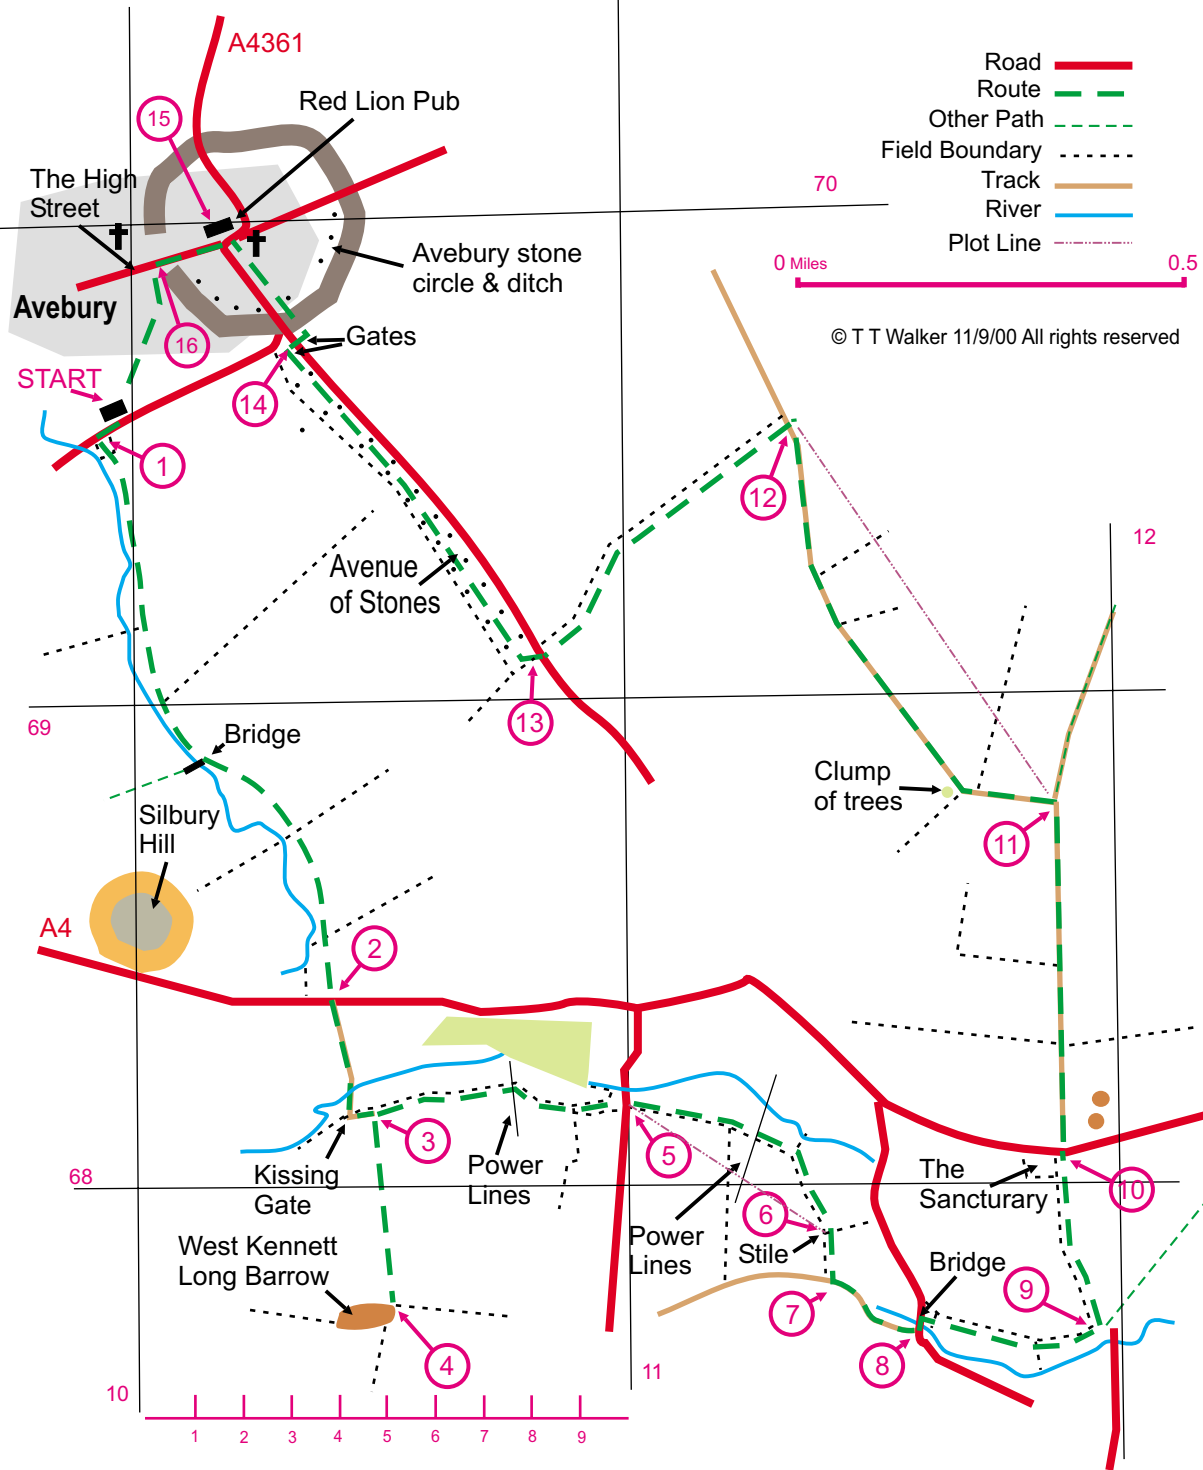 A4361
Red Lion Pub
15
The High
Street
Avebury
Avebury stone
circle & ditch
Gates
16
START
14
1
Road
Route
Other Path
Field Boundary
Track
River
Plot Line
70
0 Miles
0.5
© T T Walker 11/9/00 All rights reserved
12
12
Avenue
of Stones
13
69
Bridge
Silbury
Hill
Clump
of trees
11
A4
2
3
Kissing
Gate
Power
Lines
5
68
The
Sancturary
10
6
Power
Lines
Stile
West Kennett
Long Barrow
Bridge
9
7
8
4
10
11
1 2 3 4 5 6 7 8 9